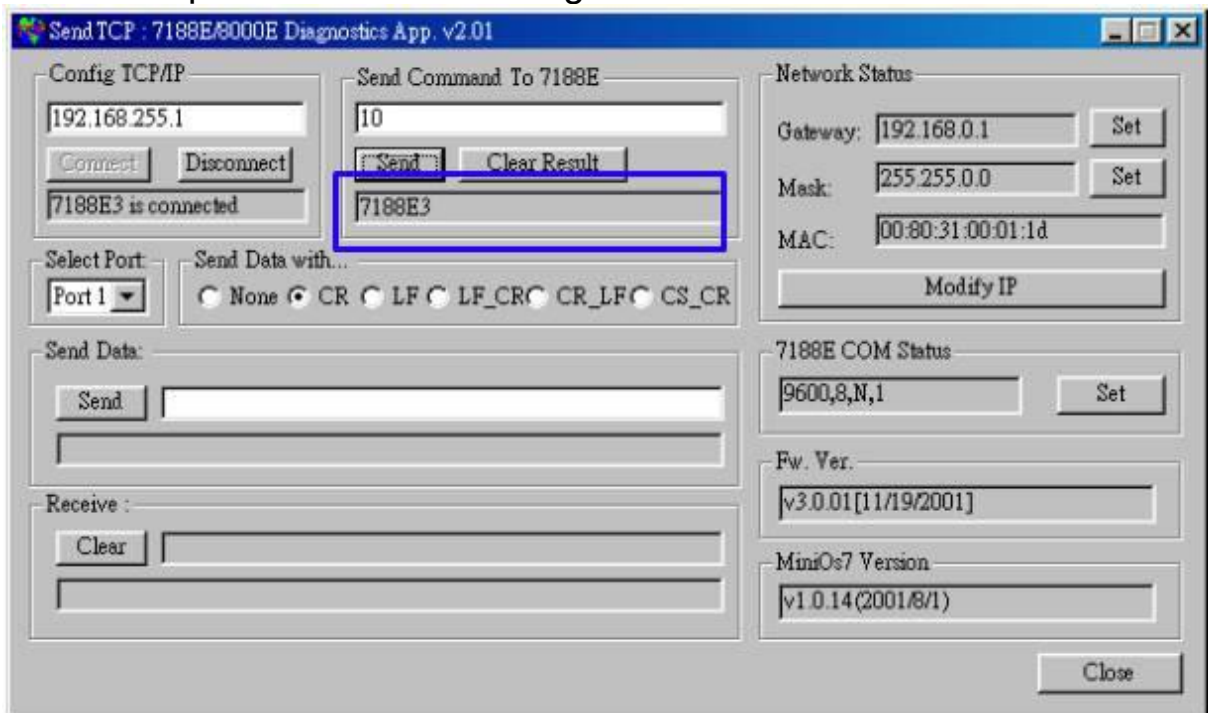 Send TCP : 7188E/8000E Diagnostics App. v2.01
Config TCP/IP
192.168.255.1
Connect Disconnect
7188E3 is connected
Send Command To 7188E
10
Send Clear Result
7188E3
Network Status
Gateway: 192.168.0.1 Set
Mask: 255.255.0.0 Set
MAC: 00:80:31:00:01:1d
Modify IP
Select Port:
Port 1
Send Data with...
None CR LF LF_CR CR_LF CS_CR
Send Data:
Send
7188E COM Status
9600,8,N,1 Set
Receive :
Clear
Fw. Ver.
v3.0.01[11/19/2001]
MiniOs7 Version
v1.0.14(2001/8/1)
Close